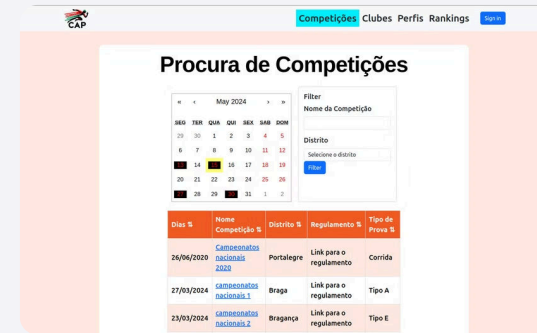 CAP
Competições Clubes Perfis Rankings Sign In
Procura de Competições
« ‹ May 2024 › »
SEG TER QUA QUI SEX SAB DOM
29 30 1 2 3 4 5
6 7 8 9 10 11 12
13 14 15 16 17 18 19
20 21 22 23 24 25 26
27 28 29 30 31 1 2
Filter
Nome da Competição
Distrito
Selecione o distrito
Filter
Dias ⇅ Nome Competição ⇅ Distrito ⇅ Regulamento ⇅ Tipo de Prova ⇅
26/06/2020 Campeonatos nacionais 2020 Portalegre Link para o regulamento Corrida
27/03/2024 campeonatos nacionais 1 Braga Link para o regulamento Tipo A
23/03/2024 campeonatos nacionais 2 Bragança Link para o regulamento Tipo E